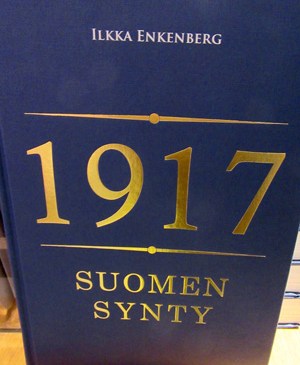 ILKKA ENKENBERG
1917
SUOMEN
SYNTY